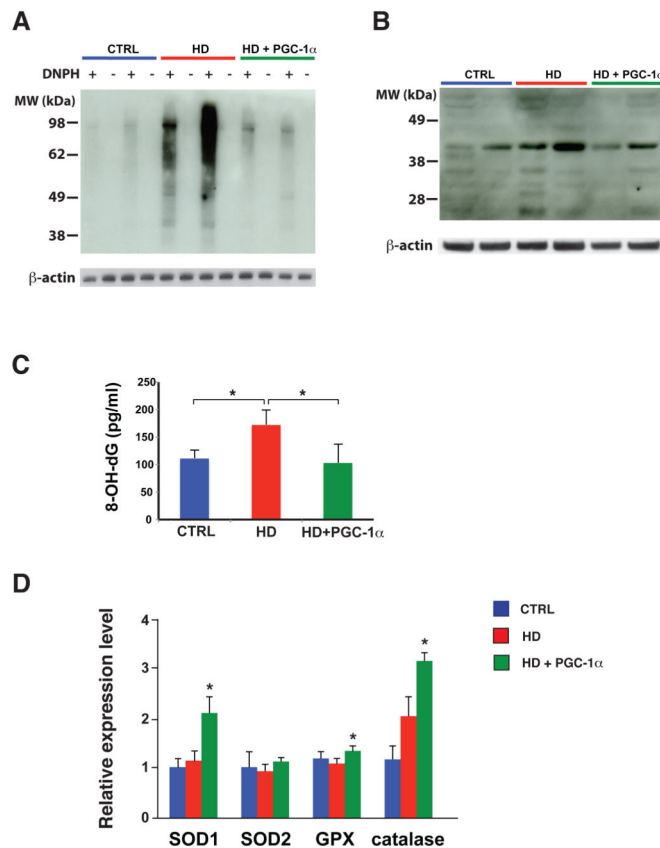 A
CTRL HD HD + PGC-1α
DNPH + - + - + - + - + - + -
MW (kDa)
98
62
49
38
β-actin
B
CTRL HD HD + PGC-1α
MW (kDa)
49
38
28
β-actin
C
8-OH-dG (pg/ml)
250
200
150
100
50
0
* *
CTRL HD HD+PGC-1α
D
Relative expression level
4
3
2
1
0
* * *
SOD1 SOD2 GPX catalase
CTRL
HD
HD + PGC-1α